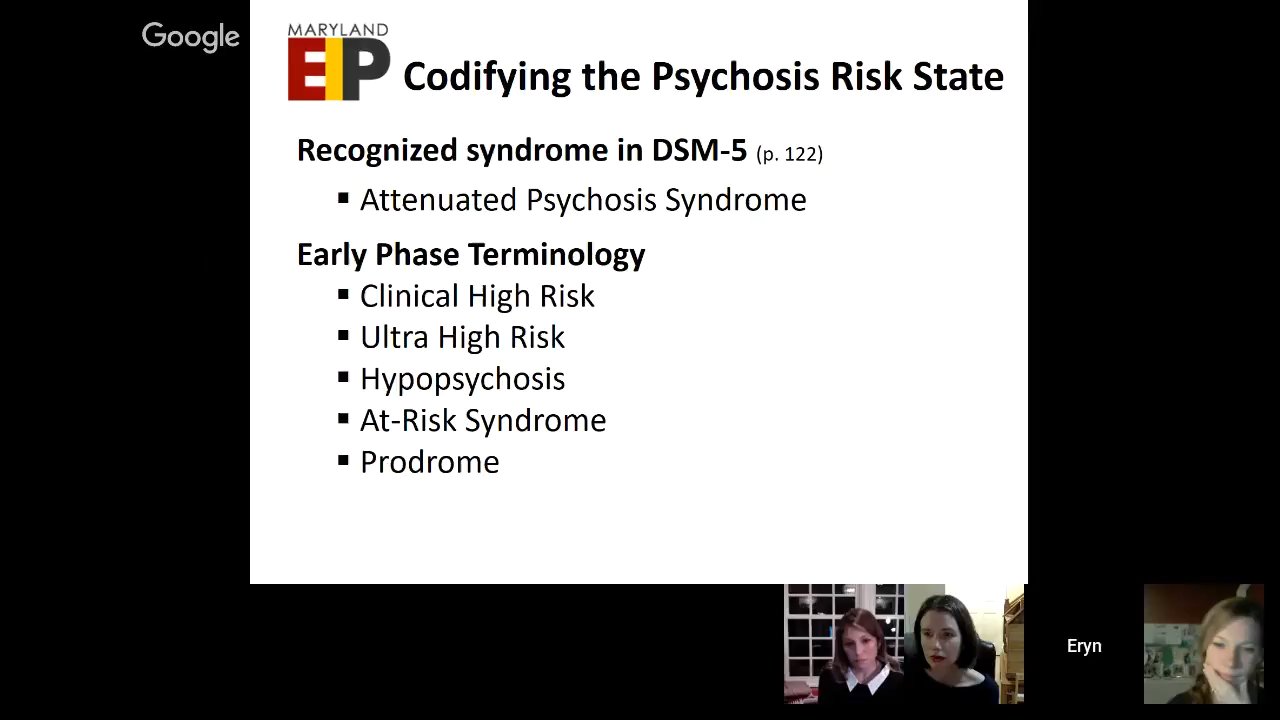 Google
MARYLAND
EIP
Codifying the Psychosis Risk State
Recognized syndrome in DSM-5 (p. 122)
▪ Attenuated Psychosis Syndrome
Early Phase Terminology
▪ Clinical High Risk
▪ Ultra High Risk
▪ Hypopsychosis
▪ At-Risk Syndrome
▪ Prodrome
Eryn